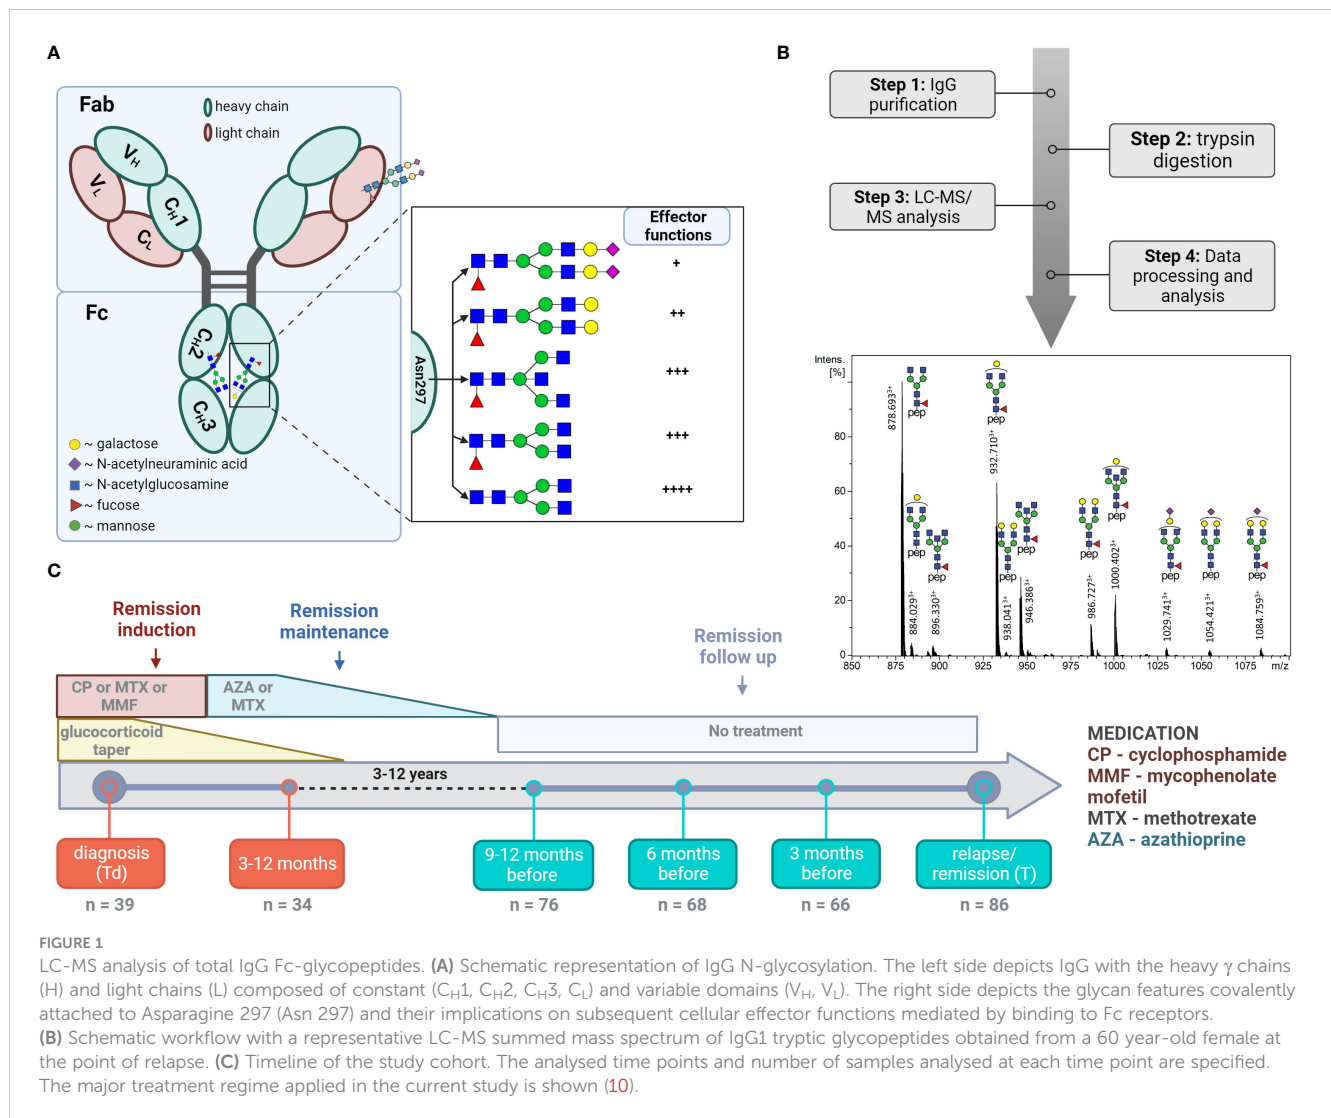 (A)
Fab
heavy chain
light chain
VH
VL
CH1
CL
Fc
CH2
CH3
~ galactose
~ N-acetylneuraminic acid
~ N-acetylglucosamine
~ fucose
~ mannose
Asn297
Effector
functions
+
++
+++
+++
++++
B
Step 1: IgG
purification
Step 2: trypsin
digestion
Step 3: LC-MS/
MS analysis
Step 4: Data
processing and
analysis
Intens.
[%]
80
60
40
20
0
850
875
900
925
950
975
1000
1025
1050
1075
m/z
878.693³⁺
884.029³⁺
896.330³⁺
932.710³⁺
938.041³⁺
946.386³⁺
986.727³⁺
1000.402³⁺
1029.741³⁺
1054.421³⁺
1084.759³⁺
pep
pep
pep
pep
pep
pep
pep
pep
pep
pep
pep
C
Remission
induction
Remission
maintenance
Remission
follow up
CP or MTX or
MMF
AZA or
MTX
No treatment
glucocorticoid
taper
3-12 years
diagnosis
(Td)
3-12 months
9-12 months
before
6 months
before
3 months
before
relapse/
remission (T)
n = 39
n = 34
n = 76
n = 68
n = 66
n = 86
MEDICATION
CP - cyclophosphamide
MMF - mycophenolate
mofetil
MTX - methotrexate
AZA - azathioprine
FIGURE 1
LC-MS analysis of total IgG Fc-glycopeptides. (A) Schematic representation of IgG N-glycosylation. The left side depicts IgG with the heavy γ chains
(H) and light chains (L) composed of constant (CH1, CH2, CH3, CL) and variable domains (VH, VL). The right side depicts the glycan features covalently
attached to Asparagine 297 (Asn 297) and their implications on subsequent cellular effector functions mediated by binding to Fc receptors.
(B) Schematic workflow with a representative LC-MS summed mass spectrum of IgG1 tryptic glycopeptides obtained from a 60 year-old female at
the point of relapse. (C) Timeline of the study cohort. The analysed time points and number of samples analysed at each time point are specified.
The major treatment regime applied in the current study is shown (10).